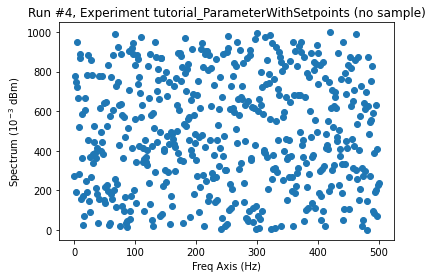 Run #4, Experiment tutorial_ParameterWithSetpoints (no sample)
1000
800
600
400
200
0
Spectrum (10⁻³ dBm)
0 100 200 300 400 500
Freq Axis (Hz)